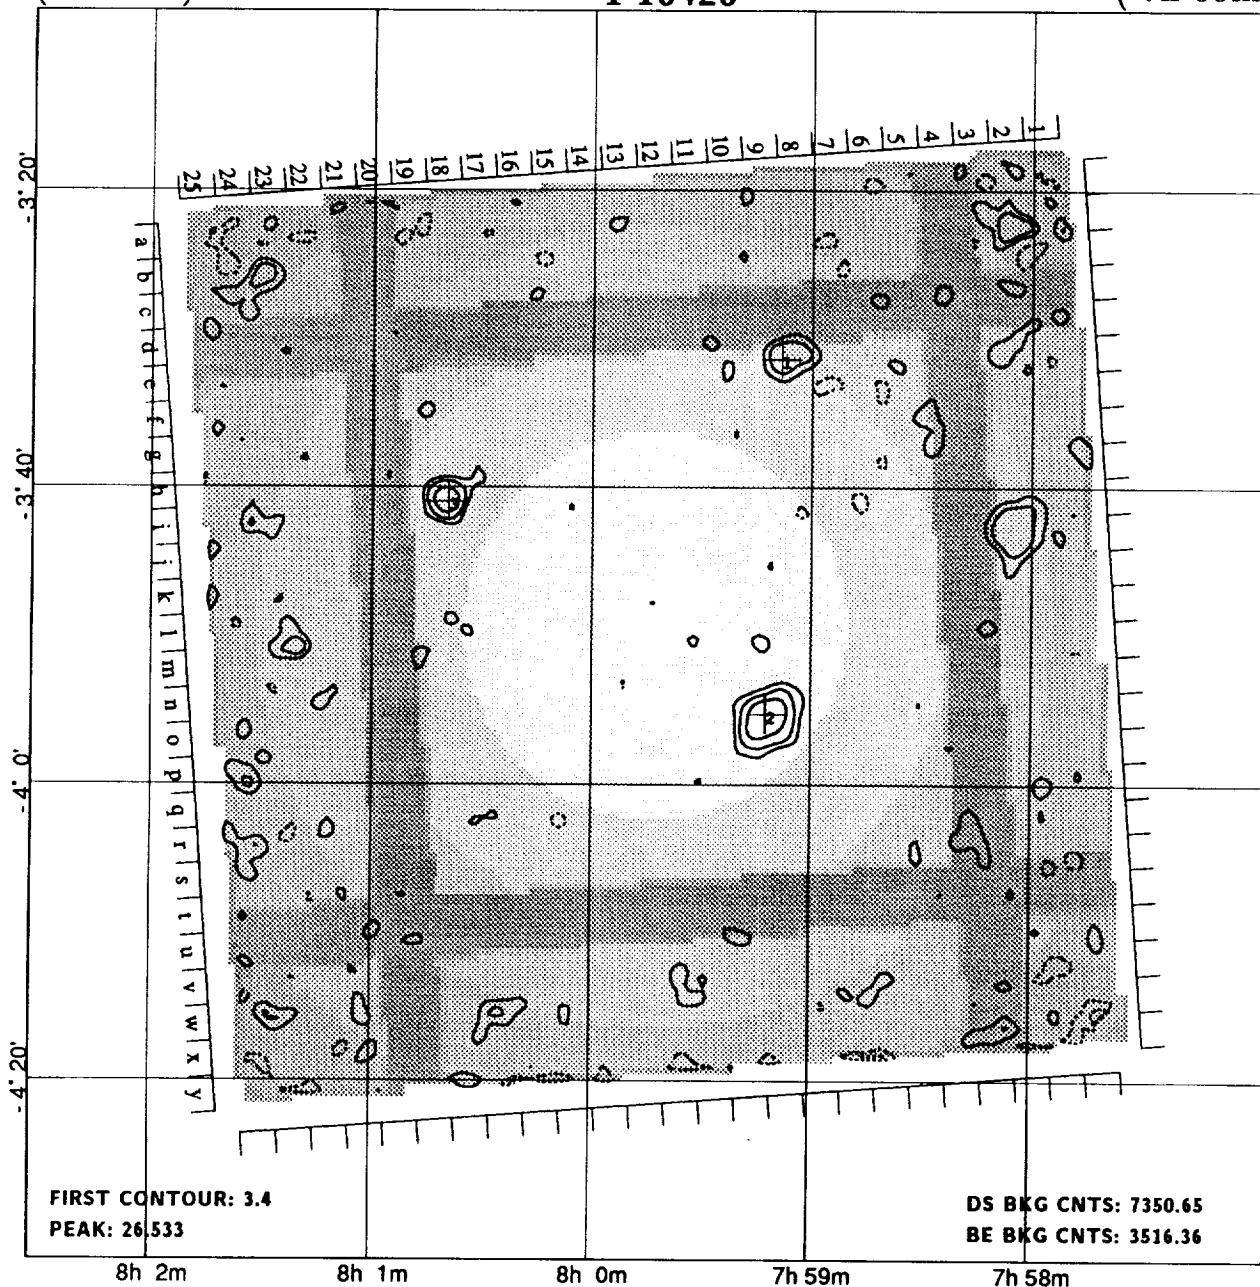 1 2 3 4 5 6 7 8 9 10 11 12 13 14 15 16 17 18 19 20 21 22 23 24 25
-3° 20'
a b c d e f g h i j k l m n o p q r s t u v w x y
-3° 40'
-4° 0'
-4° 20'
FIRST CONTOUR: 3.4
PEAK: 26.533
DS BKG CNTS: 7350.65
BE BKG CNTS: 3516.36
8h 2m 8h 1m 8h 0m 7h 59m 7h 58m